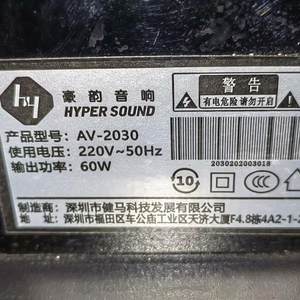 hy
豪韵音响
HYPER SOUND
警告
有电危险 请勿开启！
产品型号：AV-2030
使用电压：220V~50Hz
输出功率：60W
2030202003018
10
制造商：深圳市健马科技发展有限公司
地 址：深圳市福田区车公庙工业区天济大厦F4.8栋4A2-1-